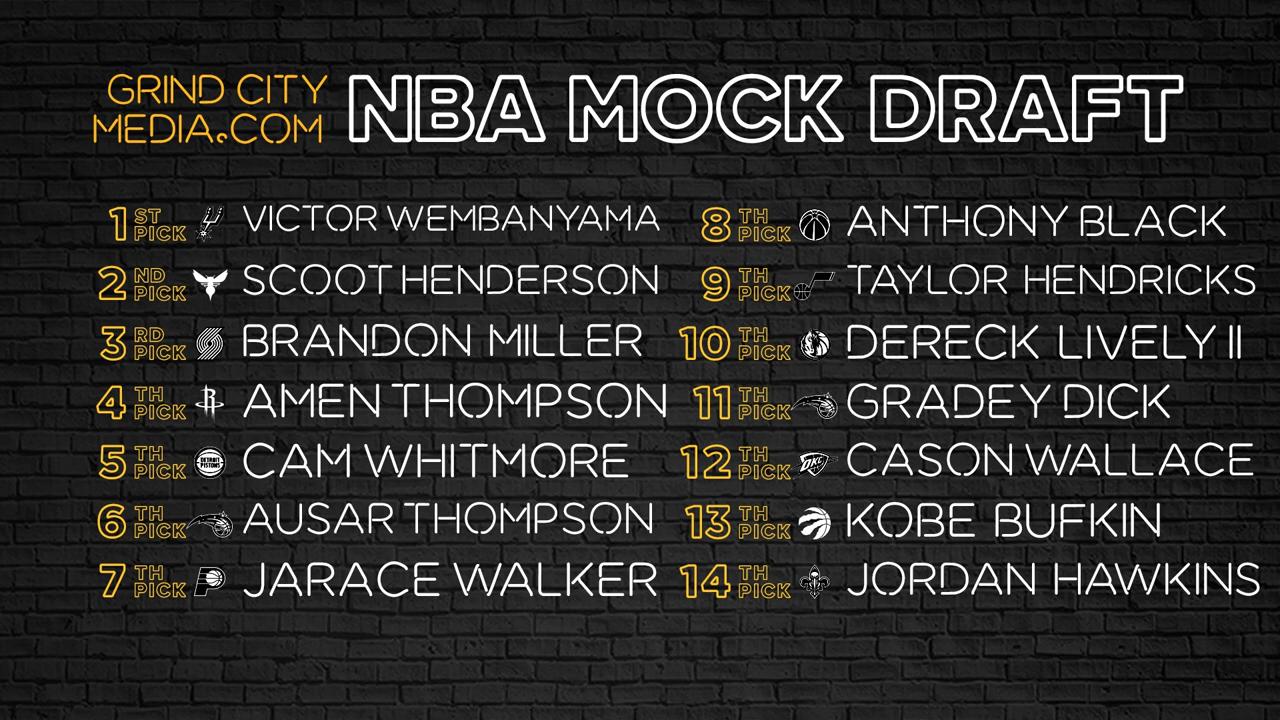 GRIND CITY
MEDIA.COM
NBA MOCK DRAFT
1ST PICK VICTOR WEMBANYAMA
2ND PICK SCOOT HENDERSON
3RD PICK BRANDON MILLER
4TH PICK R AMEN THOMPSON
5TH PICK DETROIT PISTONS CAM WHITMORE
6TH PICK AUSAR THOMPSON
7TH PICK JARACE WALKER
8TH PICK ANTHONY BLACK
9TH PICK TAYLOR HENDRICKS
10TH PICK DERECK LIVELY II
11TH PICK GRADEY DICK
12TH PICK OKC CASON WALLACE
13TH PICK KOBE BUFKIN
14TH PICK JORDAN HAWKINS